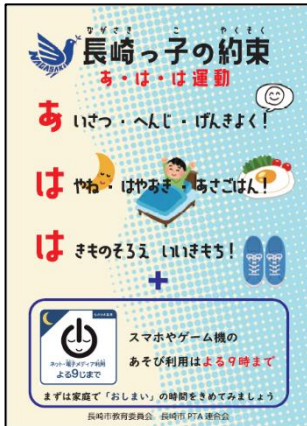 ながさき こ やくそく
長崎っ子の約束
NAGASAKI
あ・は・は運動
あいさつ・へんじ・げんきよく！
はやね・はやおき・あさごはん！
はきものそろえ いいきもち！
+
ネット・電子メディア利用
よる9じまで
スマホやゲーム機の
あそび利用はよる9時まで
まずは家庭で「おしまい」の時間をきめてみましょう
長崎市教育委員会 長崎市PTA連合会